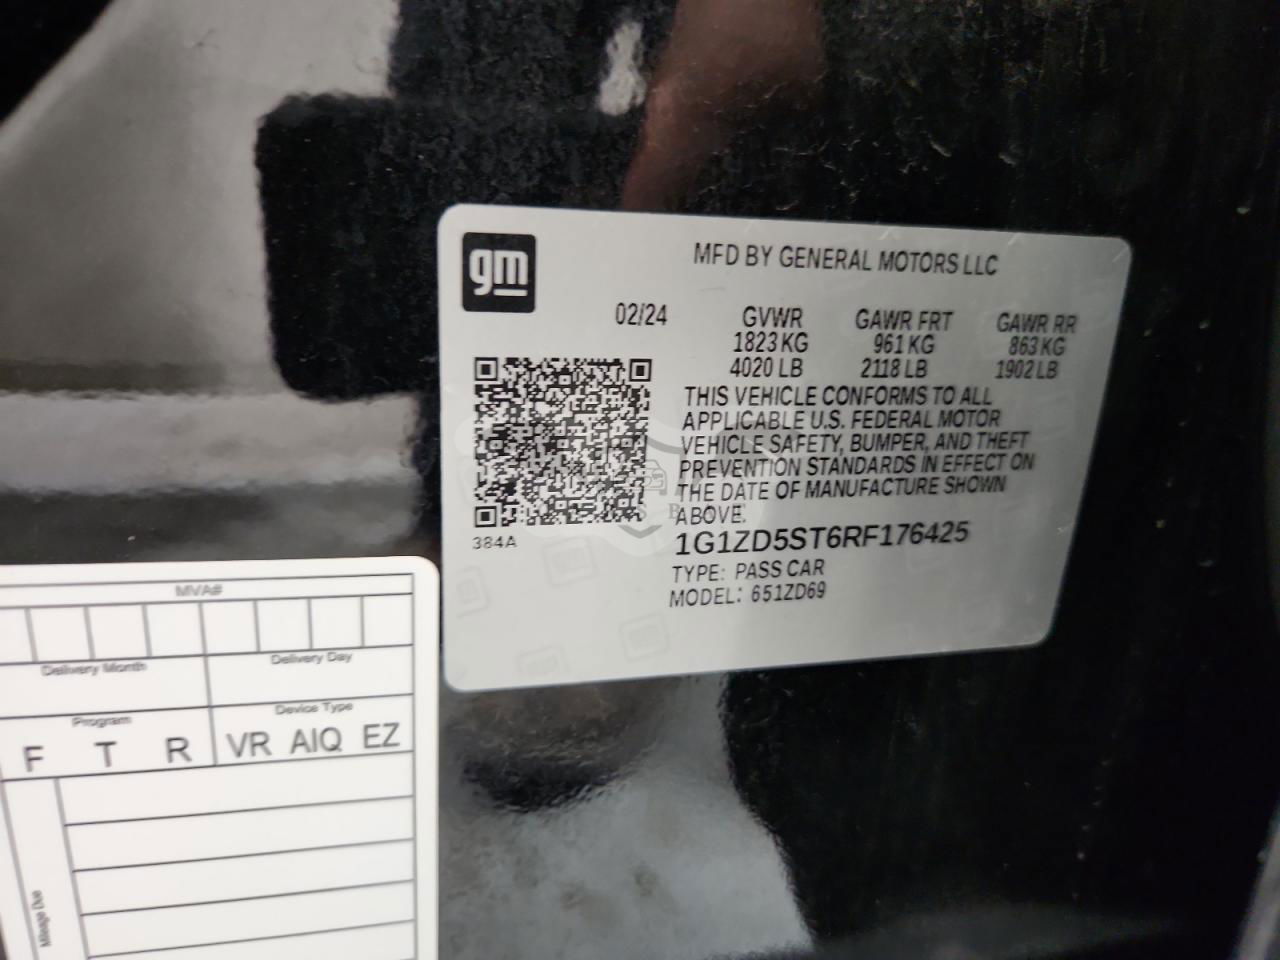 gm
MFD BY GENERAL MOTORS LLC
02/24
GVWR
1823 KG
4020 LB
GAWR FRT
961 KG
2118 LB
GAWR RR
863 KG
1902 LB
THIS VEHICLE CONFORMS TO ALL
APPLICABLE U.S. FEDERAL MOTOR
VEHICLE SAFETY, BUMPER, AND THEFT
PREVENTION STANDARDS IN EFFECT ON
THE DATE OF MANUFACTURE SHOWN
ABOVE.
384A
1G1ZD5ST6RF176425
TYPE: PASS CAR
MODEL: 651ZD69
MVA#
Delivery Month
Delivery Day
Program
Device Type
F T R
VR AIQ EZ
Mileage Due